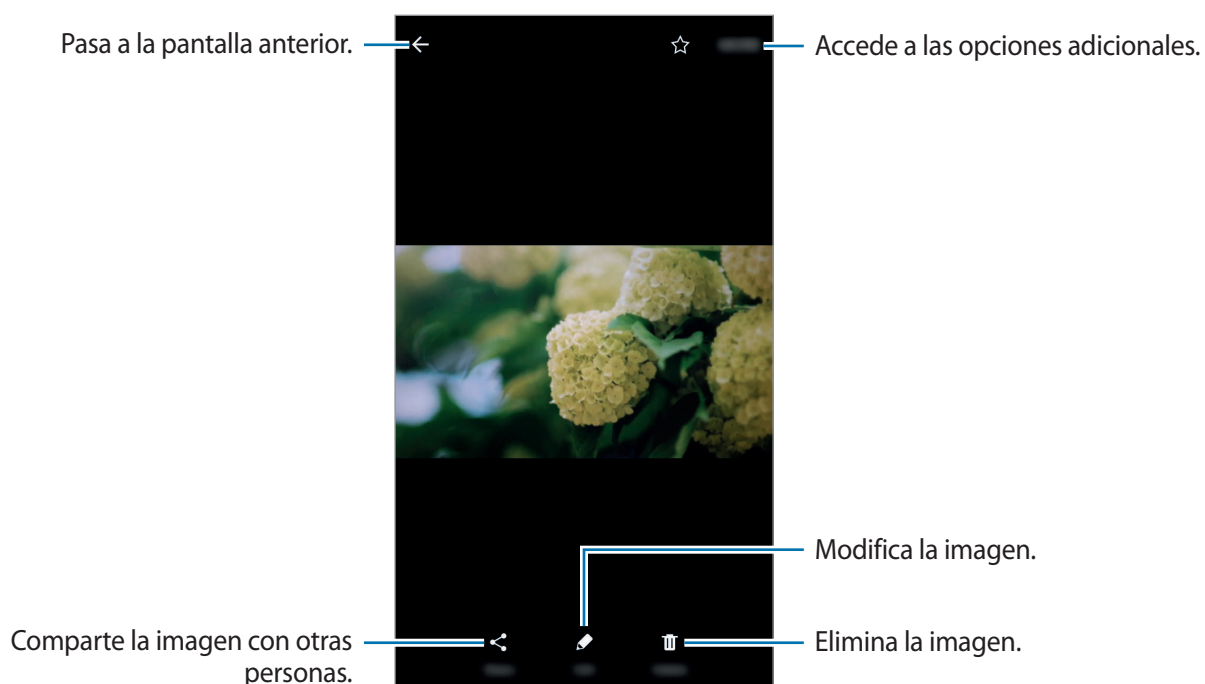 Pasa a la pantalla anterior.
Accede a las opciones adicionales.
Modifica la imagen.
Comparte la imagen con otras
personas.
Elimina la imagen.